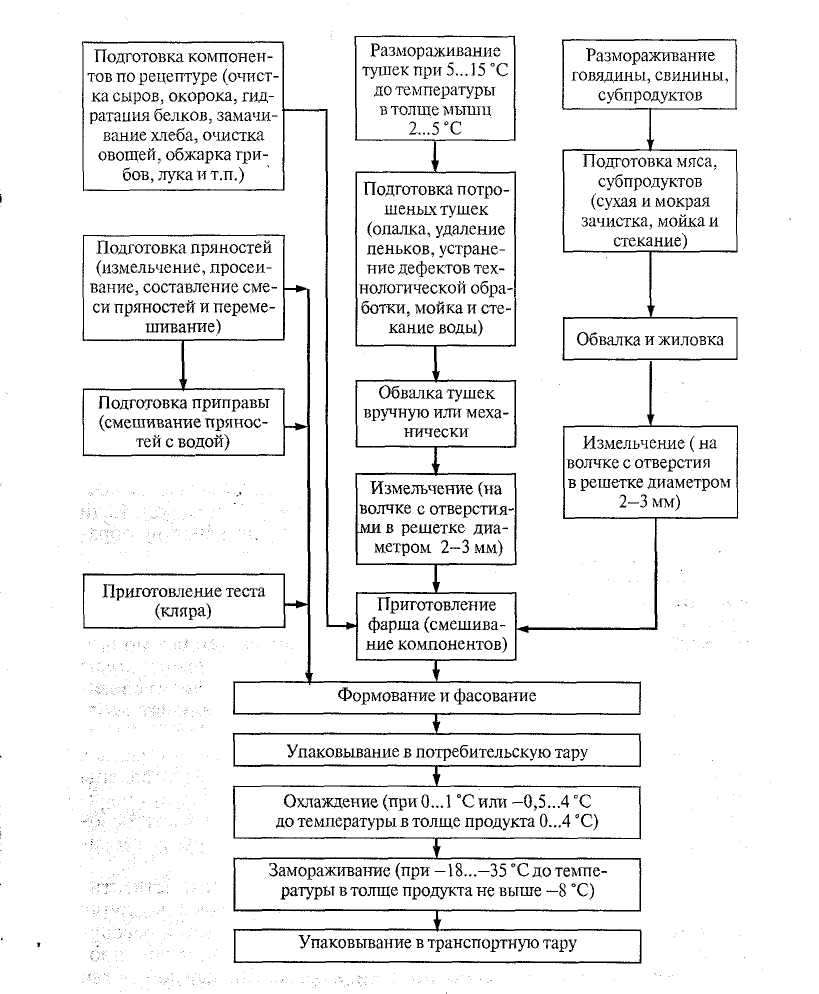 Подготовка компонен-
тов по рецептуре (очист-
ка сыров, окорока, гид-
ратация белков, замачи-
вание хлеба, очистка
овощей, обжарка гри-
бов, лука и т.п.)
Подготовка пряностей
(измельчение, просеи-
вание, составление сме-
си пряностей и переме-
шивание)
Подготовка приправы
(смешивание прянос-
тей с водой)
Приготовление теста
(кляра)
Размораживание
тушек при 5...15 °С
до температуры
в толще мышц
2...5 °С
Подготовка потро-
шеных тушек
(опалка, удаление
пеньков, устране-
ние дефектов тех-
нологической обра-
ботки, мойка и сте-
кание воды)
Обвалка тушек
вручную или меха-
нически
Измельчение (на
волчке с отверстия-
ми в решетке диа-
метром 2–3 мм)
Приготовление
фарша (смешива-
ние компонентов)
Размораживание
говядины, свинины,
субпродуктов
Подготовка мяса,
субпродуктов
(сухая и мокрая
зачистка, мойка и
стекание)
Обвалка и жиловка
Измельчение ( на
волчке с отверстия
в решетке диаметром
2–3 мм)
Формование и фасование
Упаковывание в потребительскую тару
Охлаждение (при 0...1 °С или –0,5...4 °С
до температуры в толще продукта 0...4 °С)
Замораживание (при –18...–35 °С до темпе-
ратуры в толще продукта не выше –8 °С)
Упаковывание в транспортную тару